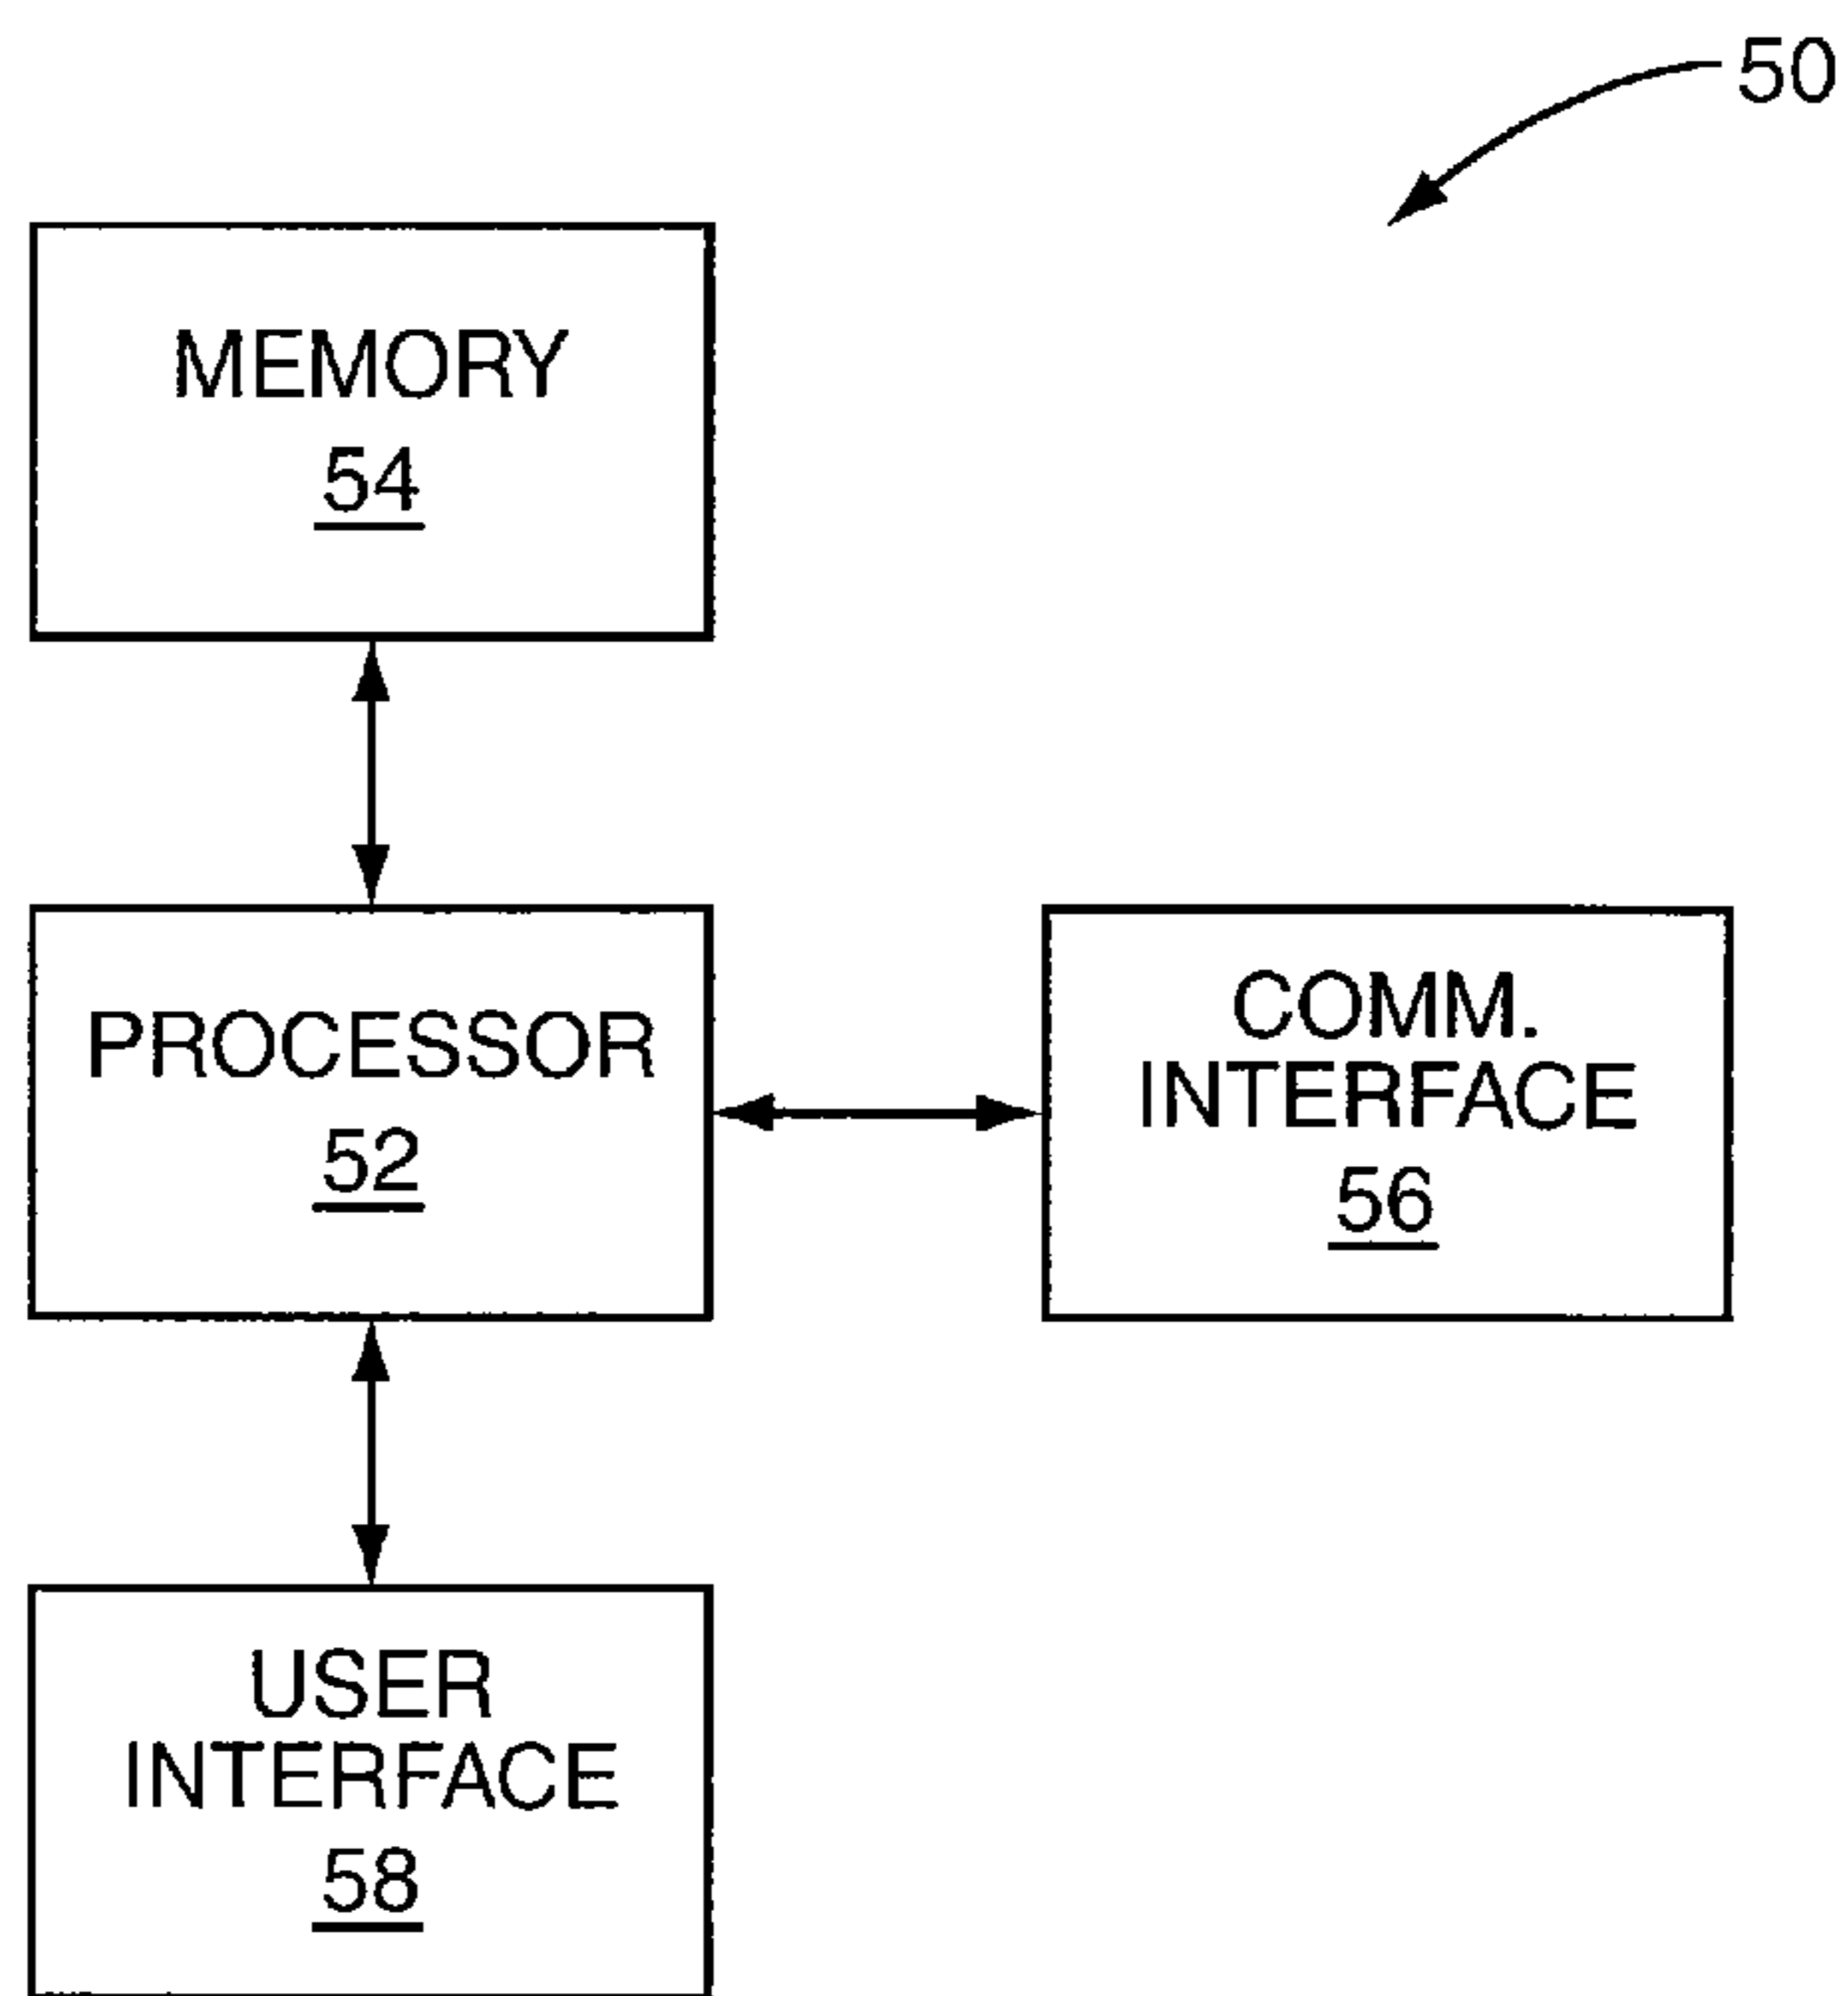 50
MEMORY
54
PROCESSOR
52
COMM.
INTERFACE
56
USER
INTERFACE
58